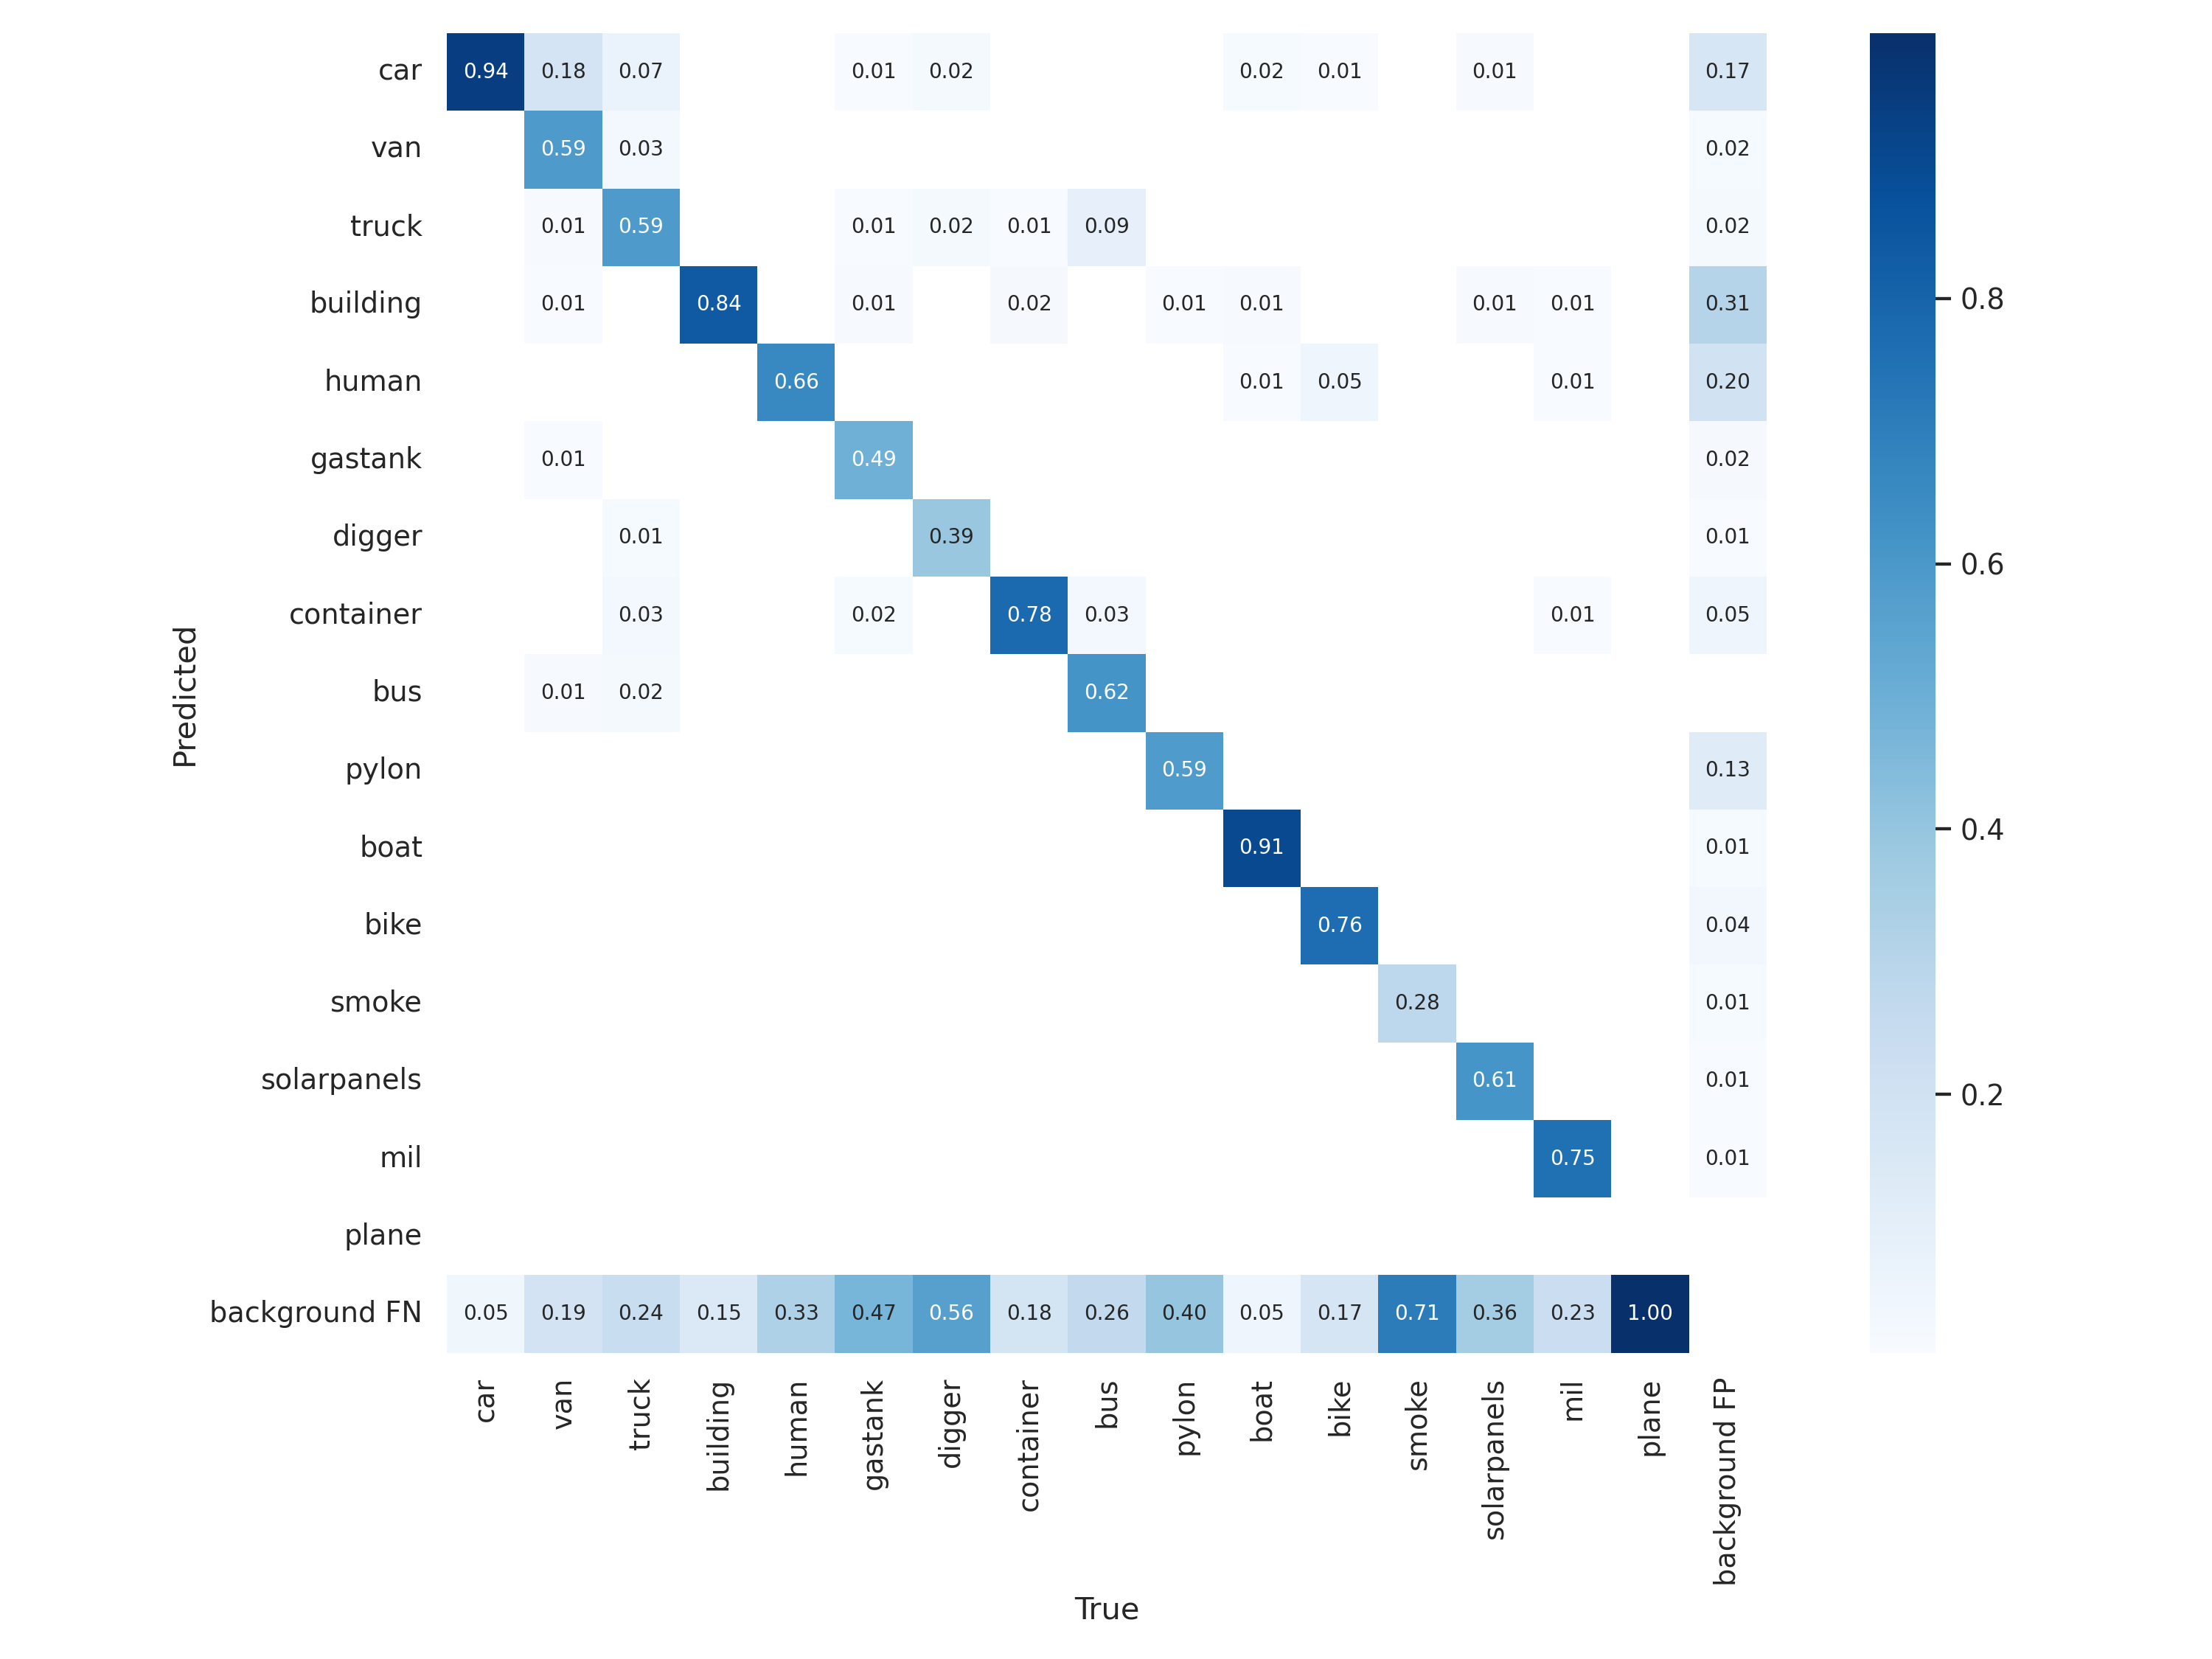 car 0.94 0.18 0.07 0.01 0.02 0.02 0.01 0.01 0.17
van 0.59 0.03 0.02
truck 0.01 0.59 0.01 0.02 0.01 0.09 0.02
building 0.01 0.84 0.01 0.02 0.01 0.01 0.01 0.01 0.31 0.8
human 0.66 0.01 0.05 0.01 0.20
gastank 0.01 0.49 0.02
digger 0.01 0.39 0.01 0.6
container 0.03 0.02 0.78 0.03 0.01 0.05
Predicted
bus 0.01 0.02 0.62
pylon 0.59 0.13
0.4
boat 0.91 0.01
bike 0.76 0.04
smoke 0.28 0.01
solarpanels 0.61 0.01 0.2
mil 0.75 0.01
plane
background FN 0.05 0.19 0.24 0.15 0.33 0.47 0.56 0.18 0.26 0.40 0.05 0.17 0.71 0.36 0.23 1.00
car van truck building human gastank digger container bus pylon boat bike smoke solarpanels mil plane background FP
True